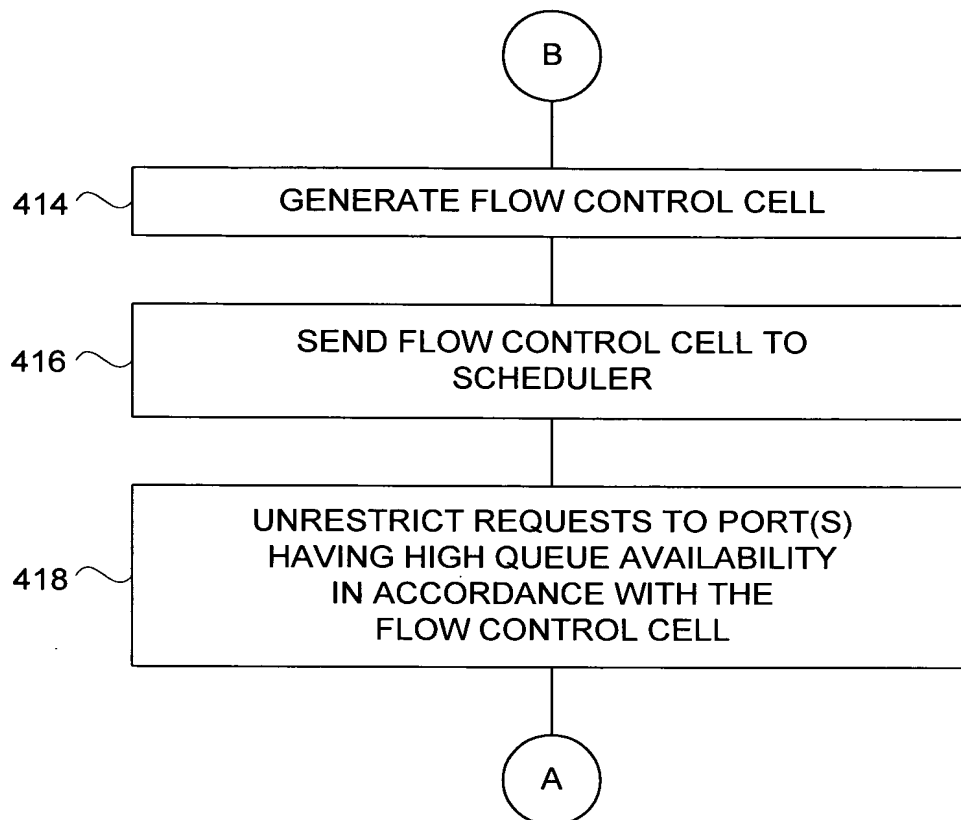 B
414
GENERATE FLOW CONTROL CELL
416
SEND FLOW CONTROL CELL TO
SCHEDULER
418
UNRESTRICT REQUESTS TO PORT(S)
HAVING HIGH QUEUE AVAILABILITY
IN ACCORDANCE WITH THE
FLOW CONTROL CELL
A